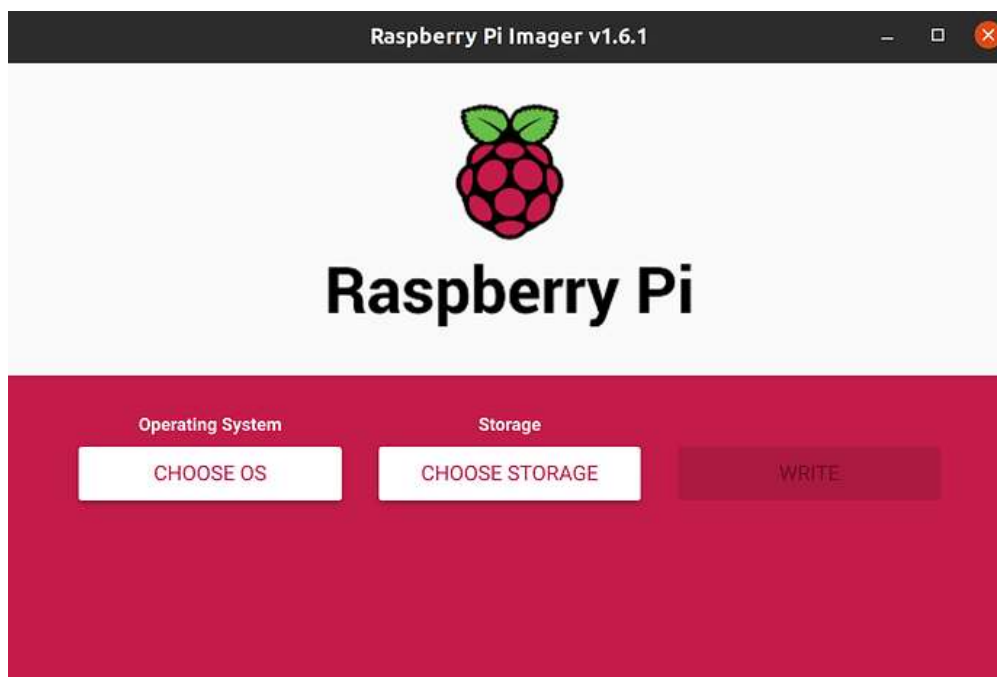 Raspberry Pi Imager v1.6.1
Raspberry Pi
Operating System
Storage
CHOOSE OS
CHOOSE STORAGE
WRITE